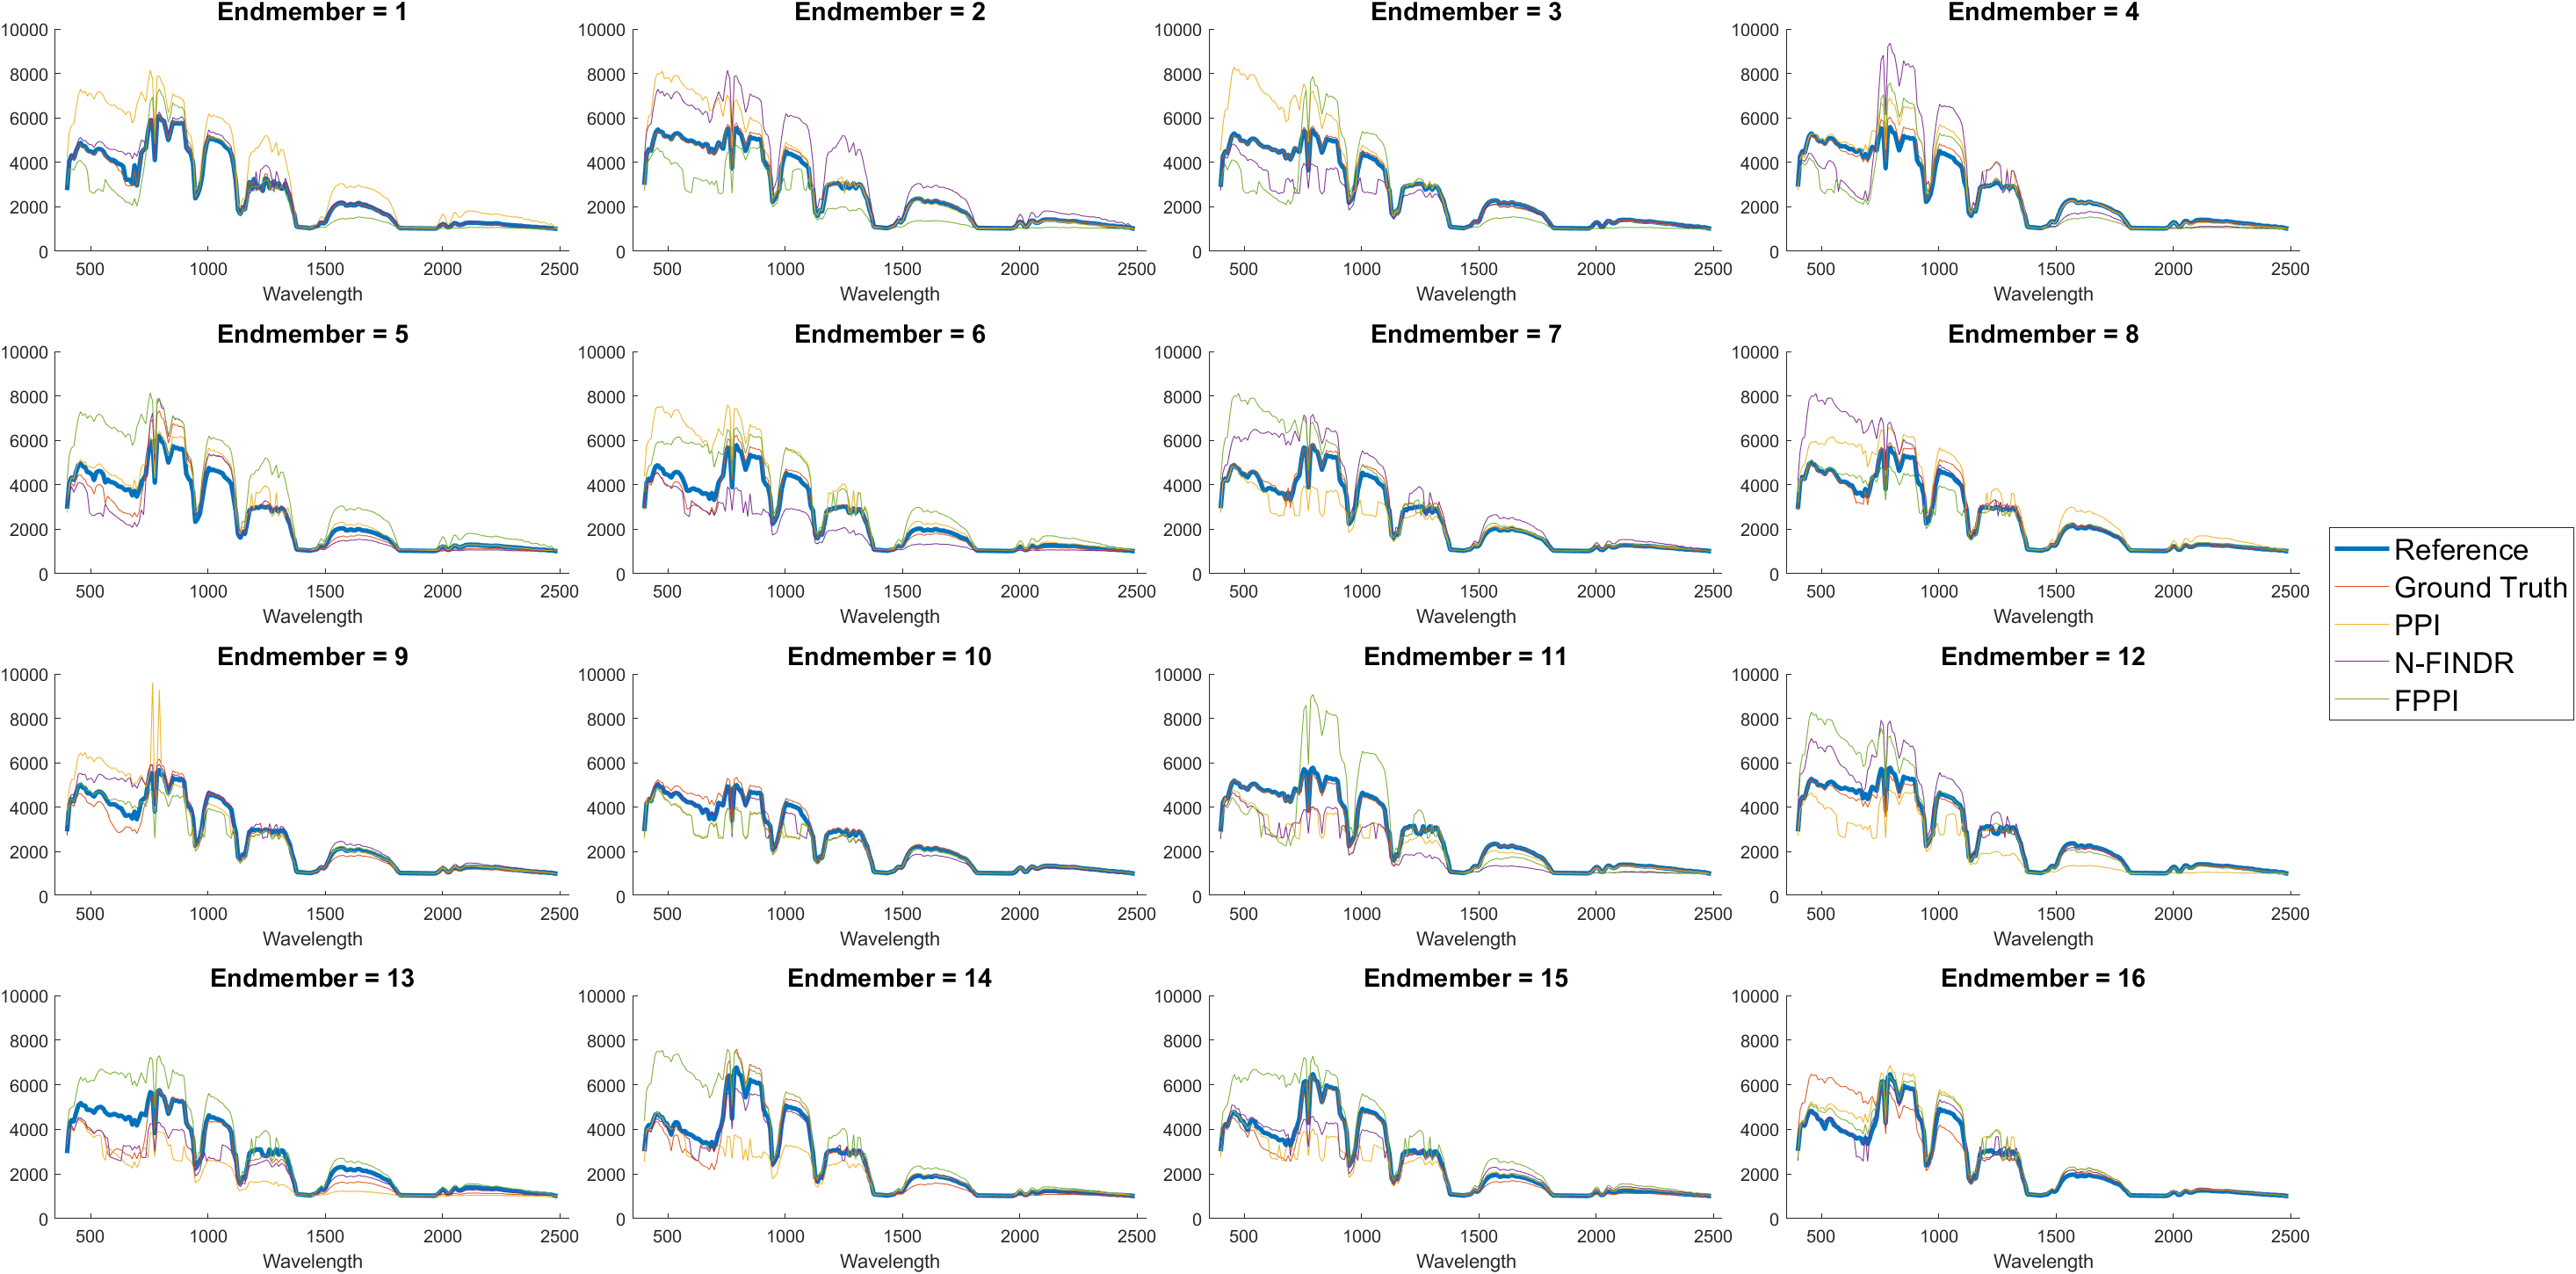 Endmember = 1
10000
8000
6000
4000
2000
0
500 1000 1500 2000 2500
Wavelength
Endmember = 2
10000
8000
6000
4000
2000
0
500 1000 1500 2000 2500
Wavelength
Endmember = 3
10000
8000
6000
4000
2000
0
500 1000 1500 2000 2500
Wavelength
Endmember = 4
10000
8000
6000
4000
2000
0
500 1000 1500 2000 2500
Wavelength
Endmember = 5
10000
8000
6000
4000
2000
0
500 1000 1500 2000 2500
Wavelength
Endmember = 6
10000
8000
6000
4000
2000
0
500 1000 1500 2000 2500
Wavelength
Endmember = 7
10000
8000
6000
4000
2000
0
500 1000 1500 2000 2500
Wavelength
Endmember = 8
10000
8000
6000
4000
2000
0
500 1000 1500 2000 2500
Wavelength
Reference
Ground Truth
PPI
N-FINDR
FPPI
Endmember = 9
10000
8000
6000
4000
2000
0
500 1000 1500 2000 2500
Wavelength
Endmember = 10
10000
8000
6000
4000
2000
0
500 1000 1500 2000 2500
Wavelength
Endmember = 11
10000
8000
6000
4000
2000
0
500 1000 1500 2000 2500
Wavelength
Endmember = 12
10000
8000
6000
4000
2000
0
500 1000 1500 2000 2500
Wavelength
Endmember = 13
10000
8000
6000
4000
2000
0
500 1000 1500 2000 2500
Wavelength
Endmember = 14
10000
8000
6000
4000
2000
0
500 1000 1500 2000 2500
Wavelength
Endmember = 15
10000
8000
6000
4000
2000
0
500 1000 1500 2000 2500
Wavelength
Endmember = 16
10000
8000
6000
4000
2000
0
500 1000 1500 2000 2500
Wavelength